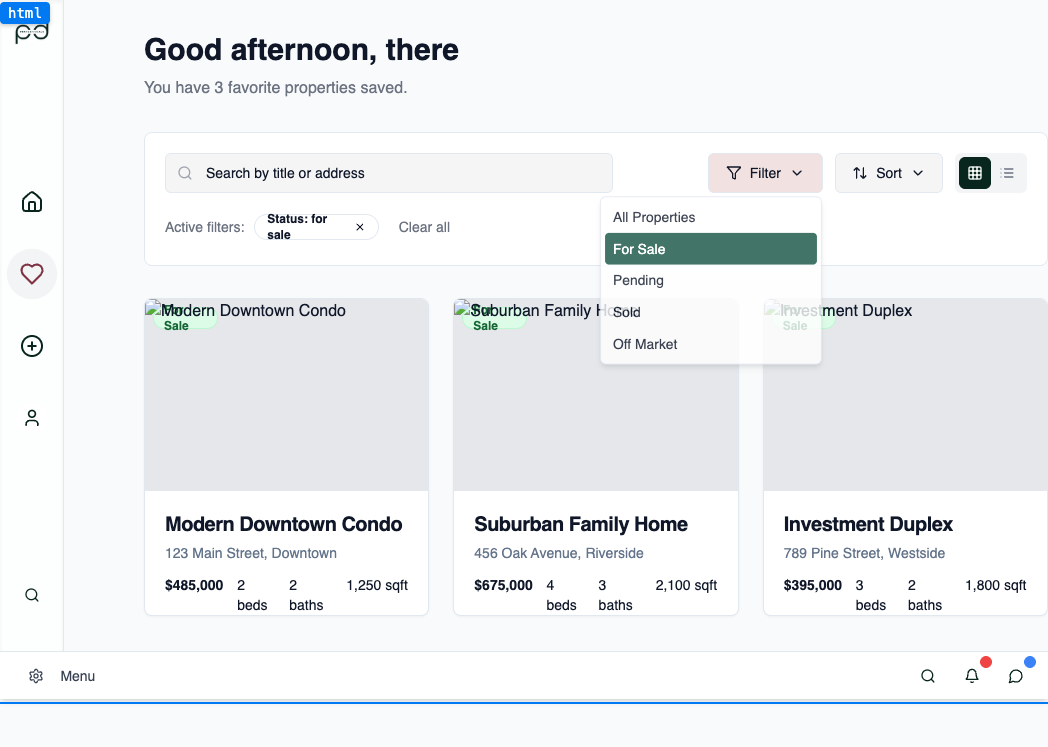 html
Good afternoon, there
You have 3 favorite properties saved.
Search by title or address
Filter
Sort
Active filters:
Status: for
sale
Clear all
All Properties
For Sale
Pending
Sold
Off Market
Modern Downtown Condo
Sale
Suburban Family Ho
Sale
Investment Duplex
Sale
Modern Downtown Condo
123 Main Street, Downtown
$485,000 2 beds 2 baths 1,250 sqft
Suburban Family Home
456 Oak Avenue, Riverside
$675,000 4 beds 3 baths 2,100 sqft
Investment Duplex
789 Pine Street, Westside
$395,000 3 beds 2 baths 1,800 sqft
Menu